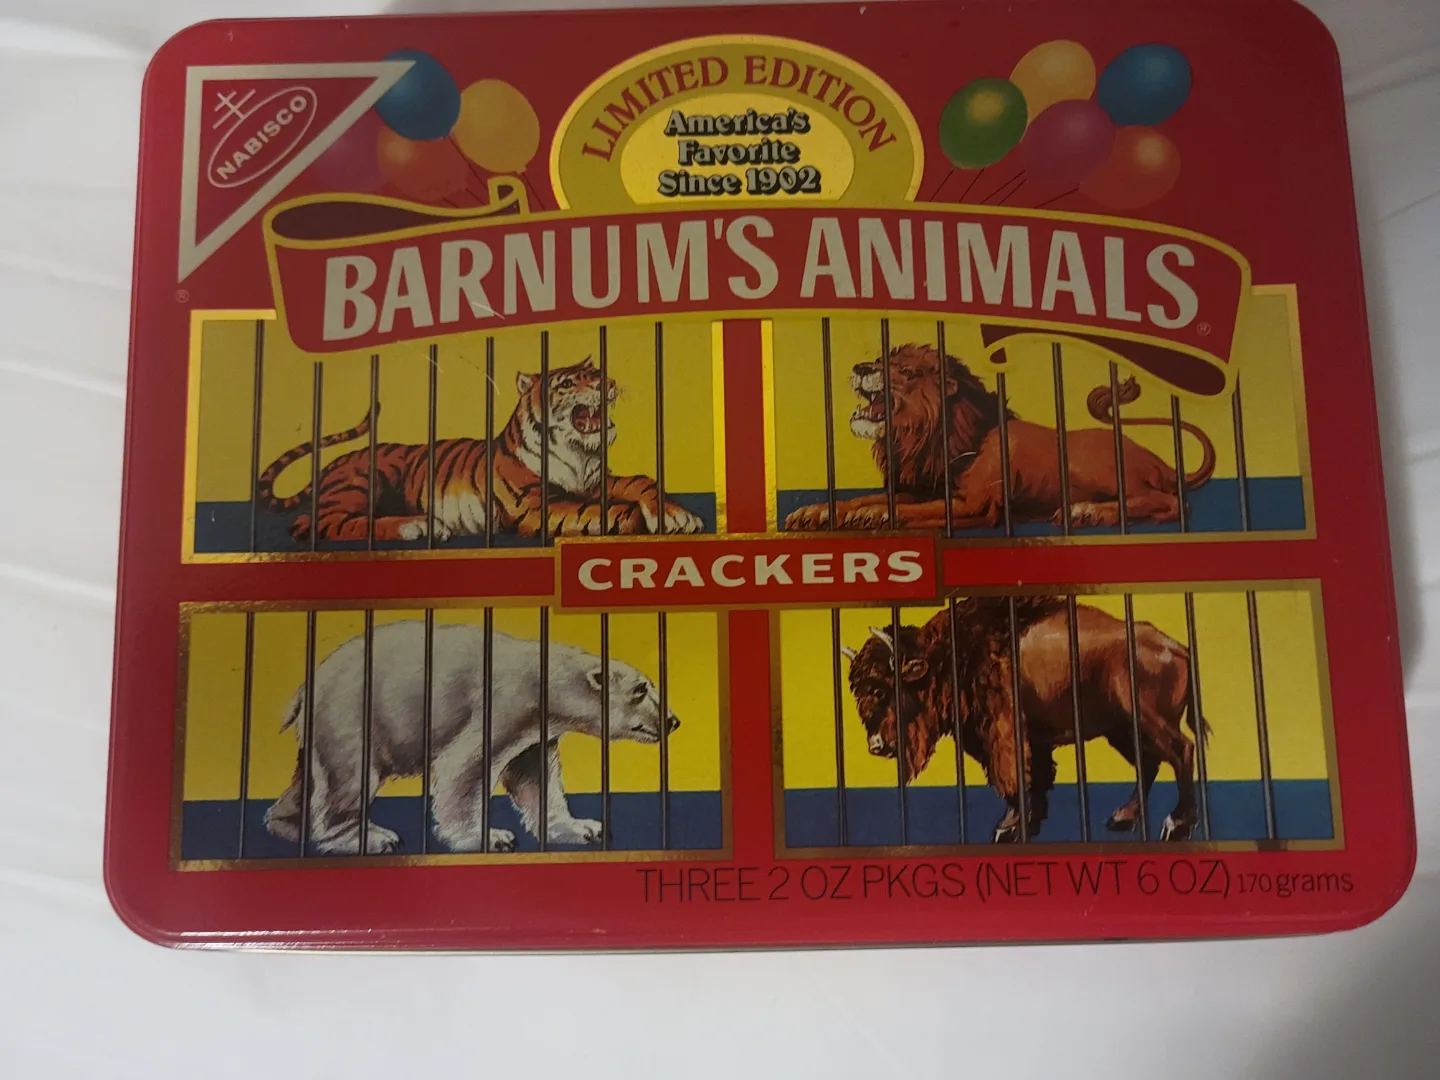 NABISCO
®
LIMITED EDITION
America's
Favorite
Since 1902
BARNUM'S ANIMALS
®
CRACKERS
THREE 2 OZ PKGS (NET WT 6 OZ) 170 grams